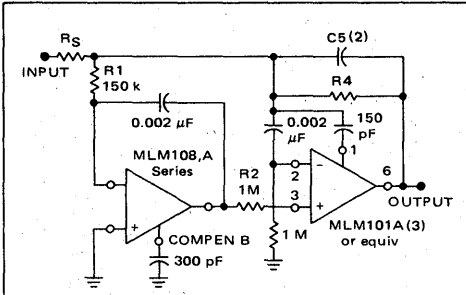 C5(2)
RS
INPUT
R1
150 k
R4
0.002 μF
0.002
μF
150
pF
1
MLM108,A
Series
R2
1M
2
−
6
3
+
OUTPUT
+
MLM101A(3)
or equiv
COMPEN B
1 M
300 pF